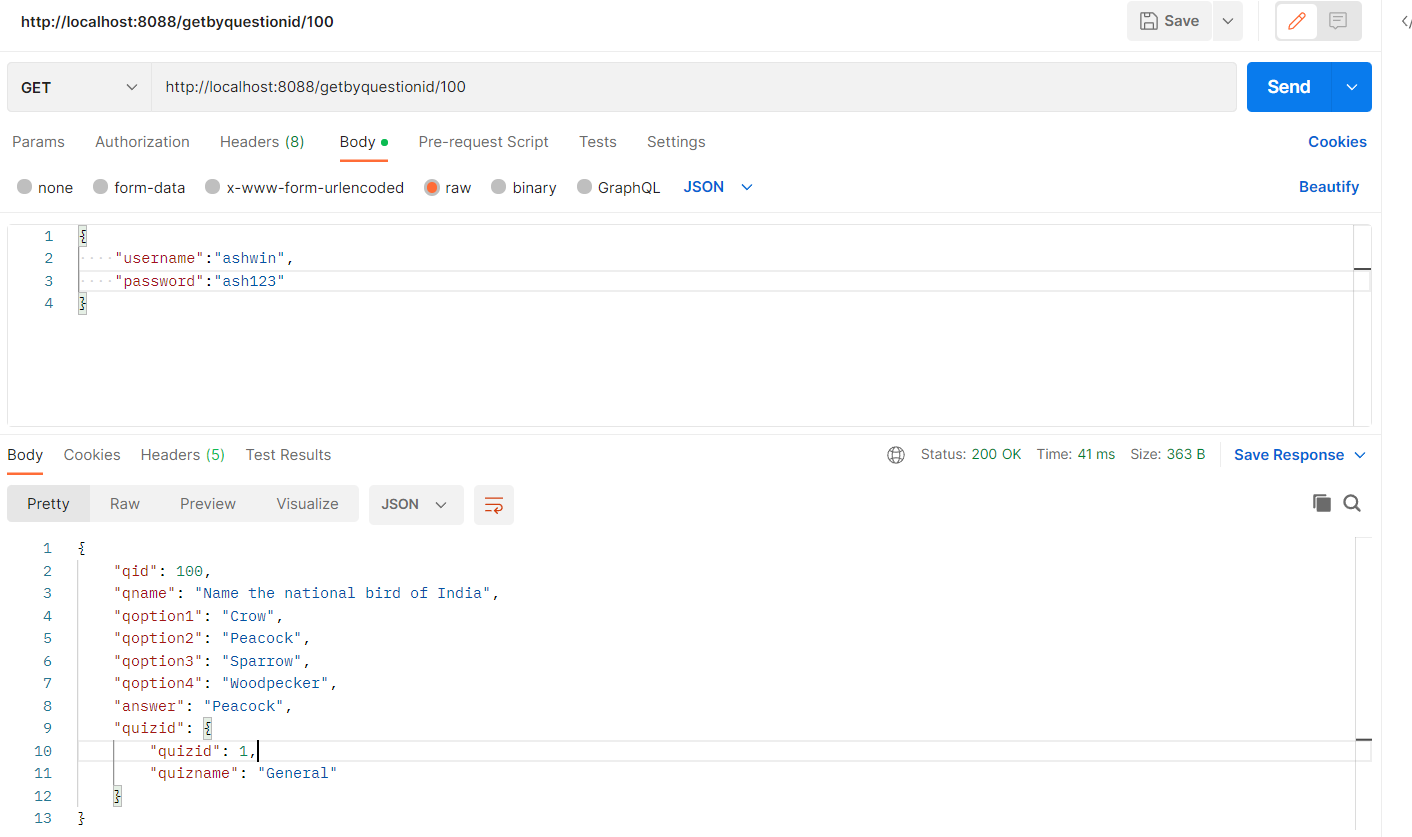 http://localhost:8088/getbyquestionid/100
Save
GET http://localhost:8088/getbyquestionid/100 Send
Params Authorization Headers (8) Body Pre-request Script Tests Settings Cookies
none form-data x-www-form-urlencoded raw binary GraphQL JSON Beautify
1 {
2 ····"username":"ashwin",
3 ····"password":"ash123"
4 }
Body Cookies Headers (5) Test Results Status: 200 OK Time: 41 ms Size: 363 B Save Response
Pretty Raw Preview Visualize JSON
1 {
2 "qid": 100,
3 "qname": "Name the national bird of India",
4 "qoption1": "Crow",
5 "qoption2": "Peacock",
6 "qoption3": "Sparrow",
7 "qoption4": "Woodpecker",
8 "answer": "Peacock",
9 "quizid": {
10 "quizid": 1,
11 "quizname": "General"
12 }
13 }